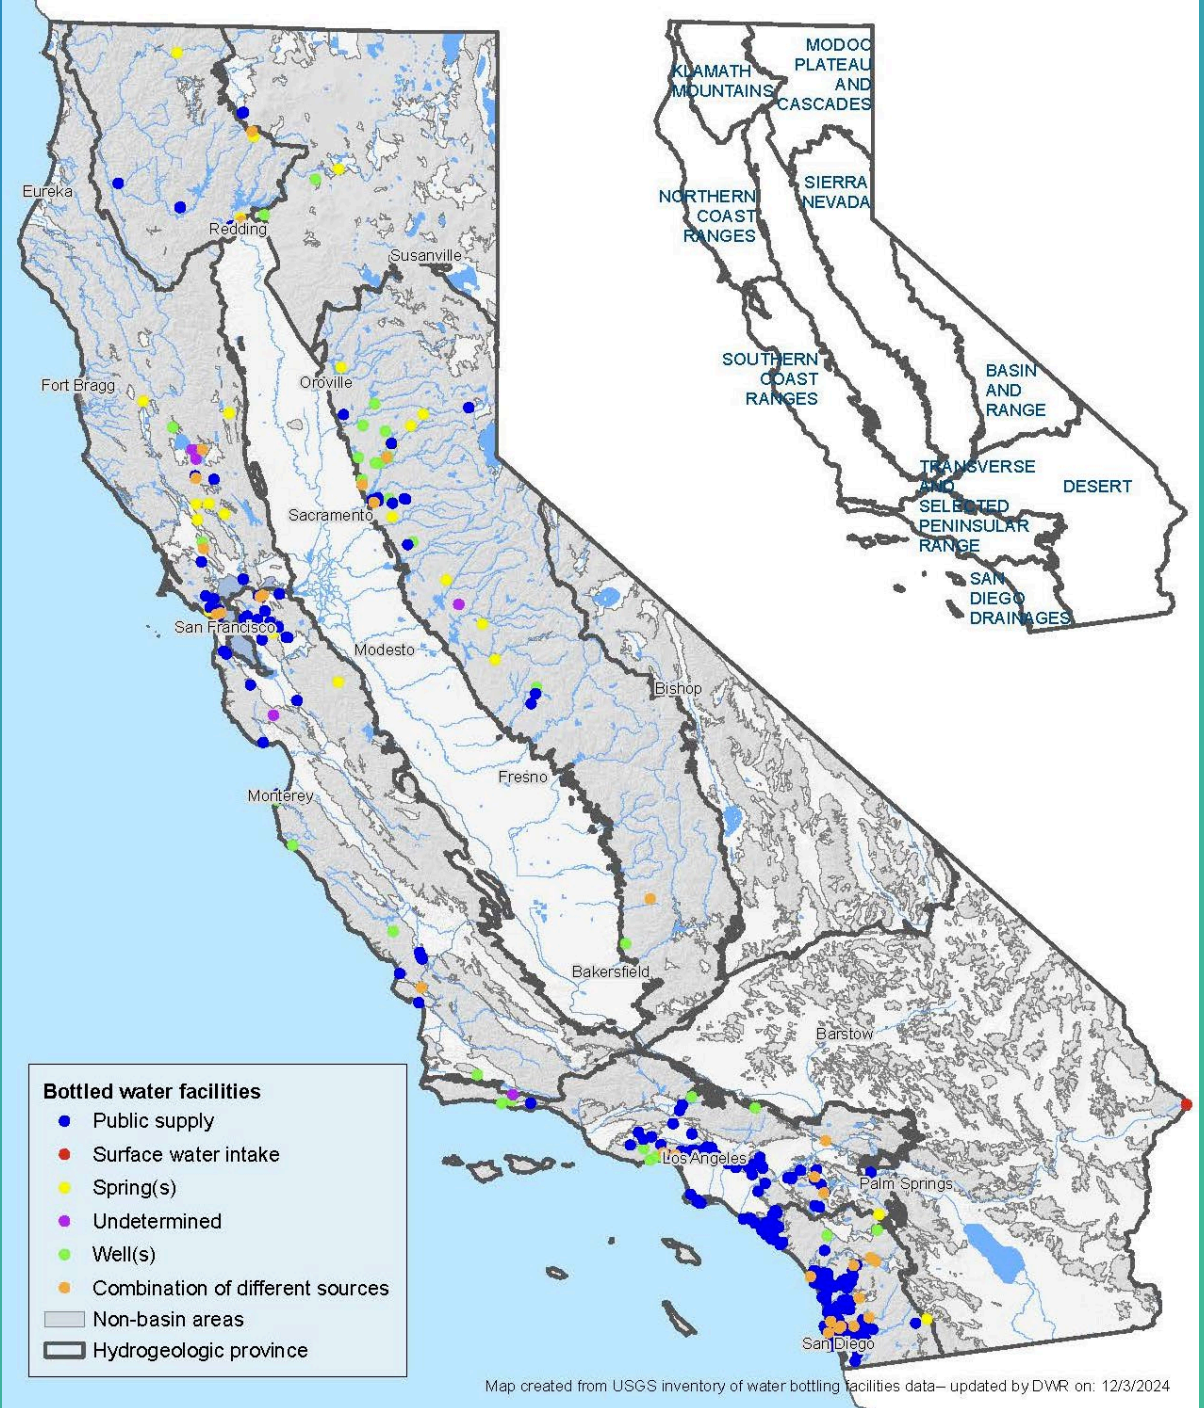 KLAMATH
MOUNTAINS
MODOC
PLATEAU
AND
CASCADES
SIERRA
NEVADA
NORTHERN
COAST
RANGES
SOUTHERN
COAST
RANGES
BASIN
AND
RANGE
TRANSVERSE
AND
SELECTED
PENINSULAR
RANGE
DESERT
SAN
DIEGO
DRAINAGES
Eureka
Redding
Susanville
Fort Bragg
Oroville
Sacramento
San Francisco
Modesto
Bishop
Fresno
Monterey
Bakersfield
Barstow
Los Angeles
Palm Springs
San Diego
Bottled water facilities
Public supply
Surface water intake
Spring(s)
Undetermined
Well(s)
Combination of different sources
Non-basin areas
Hydrogeologic province
Map created from USGS inventory of water bottling facilities data– updated by DWR on: 12/3/2024